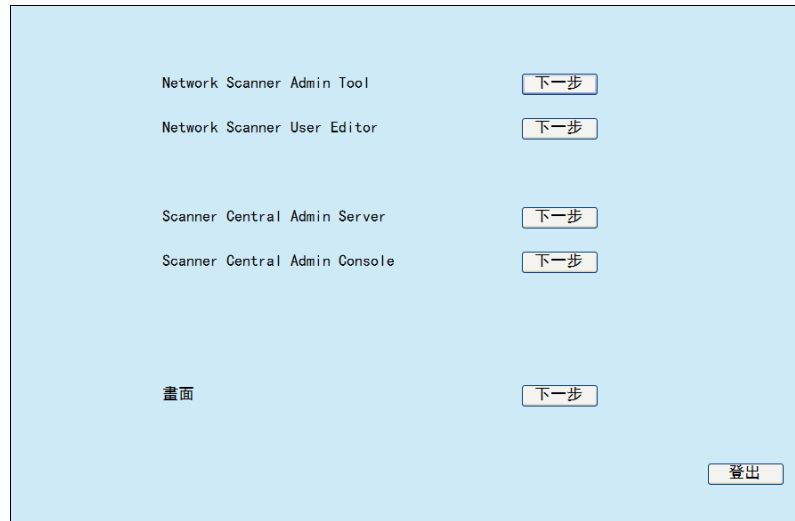 Network Scanner Admin Tool 下一步
Network Scanner User Editor 下一步
Scanner Central Admin Server 下一步
Scanner Central Admin Console 下一步
畫面 下一步
登出